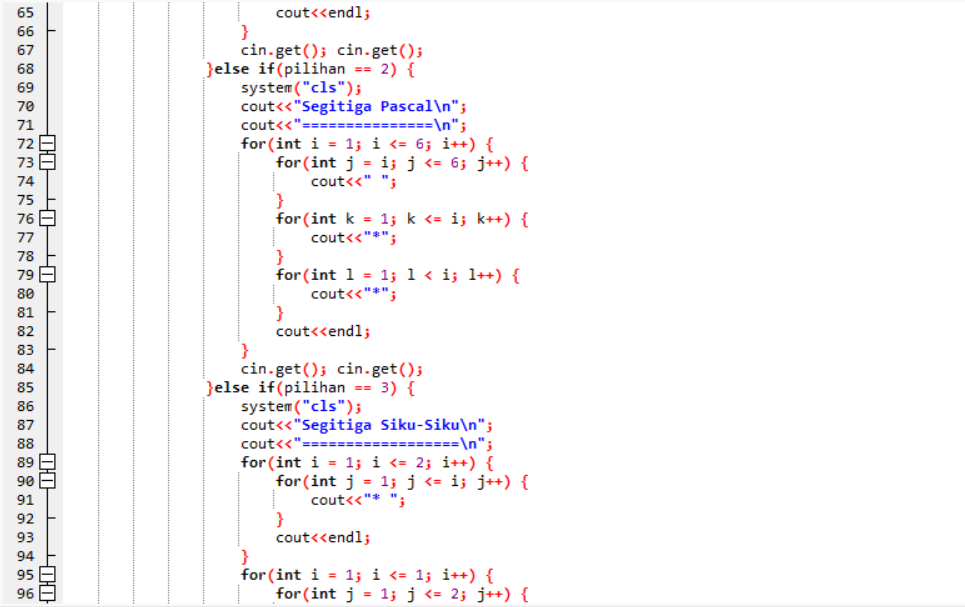 65 cout<<endl;
66 }
67 cin.get(); cin.get();
68 }else if(pilihan == 2) {
69 system("cls");
70 cout<<"Segitiga Pascal\n";
71 cout<<"===============\n";
72 for(int i = 1; i <= 6; i++) {
73 for(int j = i; j <= 6; j++) {
74 cout<<" ";
75 }
76 for(int k = 1; k <= i; k++) {
77 cout<<"*";
78 }
79 for(int l = 1; l < i; l++) {
80 cout<<"*";
81 }
82 cout<<endl;
83 }
84 cin.get(); cin.get();
85 }else if(pilihan == 3) {
86 system("cls");
87 cout<<"Segitiga Siku-Siku\n";
88 cout<<"==================\n";
89 for(int i = 1; i <= 2; i++) {
90 for(int j = 1; j <= i; j++) {
91 cout<<"* ";
92 }
93 cout<<endl;
94 }
95 for(int i = 1; i <= 1; i++) {
96 for(int j = 1; j <= 2; j++) {